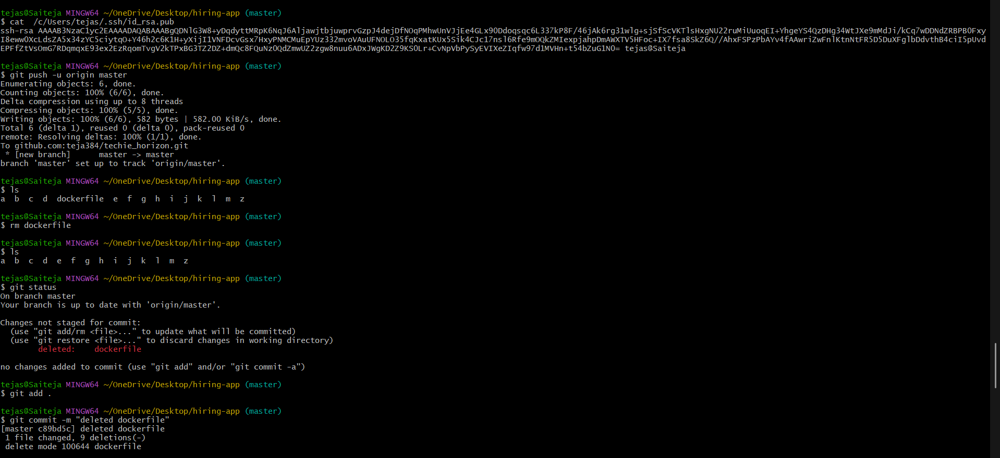 tejas@Saiteja MINGW64 ~/OneDrive/Desktop/hiring-app (master)
$ cat  /c/Users/tejas/.ssh/id_rsa.pub
ssh-rsa AAAAB3NzaC1yc2EAAAADAQABAAABgQDNlG3W8+yDqdyttMRpK6NqJ6AljawjtbjuwprvGzpJ4dejDfNOqPMhwUnVJjEe4GLx9ODdoqsqc6L337kP8F/46jAk6rg31wlg+sjSfScVKTlsHxgNU22ruMiUuoqEI+YhgeYS4QzDHg34WtJXe9mMdJi/kCq7wDDNdZRBPB0Fxy
I8eww0XcLdsZA5x34zYC5ciytqO+Y46h2c6K1H+yXijI1VNFDcvGsx7HxyPNMCMuEpYUz332mvoVAuUFNOLO35fqKxatKUx5Sik4CJc17nsl6Rfe9mOQkZMIexpjahpDmAWXTV5HFoc+IX7fsa8SkZ6Q//AhxFSPzPbAYv4fAAwriZwFnlKtnNtFR5D5DuXFglbDdvthB4ciI5pUvd
EPFfZtVsOmG7RDqmqxE93ex2EzRqomTvgV2kTPxBG3TZ2DZ+dmQc8FQuNz0QdZmwUZ2zgw8nuu6ADxJWgKD2Z9KSOLr+CvNpVbPySyEVIXeZIqfw97d1MVHn+t54bZuG1N0= tejas@Saiteja
tejas@Saiteja MINGW64 ~/OneDrive/Desktop/hiring-app (master)
$ git push -u origin master
Enumerating objects: 6, done.
Counting objects: 100% (6/6), done.
Delta compression using up to 8 threads
Compressing objects: 100% (5/5), done.
Writing objects: 100% (6/6), 582 bytes | 582.00 KiB/s, done.
Total 6 (delta 1), reused 0 (delta 0), pack-reused 0
remote: Resolving deltas: 100% (1/1), done.
To github.com:teja384/techie_horizon.git
 * [new branch]      master -> master
branch 'master' set up to track 'origin/master'.
tejas@Saiteja MINGW64 ~/OneDrive/Desktop/hiring-app (master)
$ ls
a  b  c  d  dockerfile  e  f  g  h  i  j  k  l  m  z
tejas@Saiteja MINGW64 ~/OneDrive/Desktop/hiring-app (master)
$ rm dockerfile
tejas@Saiteja MINGW64 ~/OneDrive/Desktop/hiring-app (master)
$ ls
a  b  c  d  e  f  g  h  i  j  k  l  m  z
tejas@Saiteja MINGW64 ~/OneDrive/Desktop/hiring-app (master)
$ git status
On branch master
Your branch is up to date with 'origin/master'.
Changes not staged for commit:
  (use "git add/rm <file>..." to update what will be committed)
  (use "git restore <file>..." to discard changes in working directory)
        deleted:    dockerfile
no changes added to commit (use "git add" and/or "git commit -a")
tejas@Saiteja MINGW64 ~/OneDrive/Desktop/hiring-app (master)
$ git add .
tejas@Saiteja MINGW64 ~/OneDrive/Desktop/hiring-app (master)
$ git commit -m "deleted dockerfile"
[master c89bd5c] deleted dockerfile
 1 file changed, 9 deletions(-)
 delete mode 100644 dockerfile